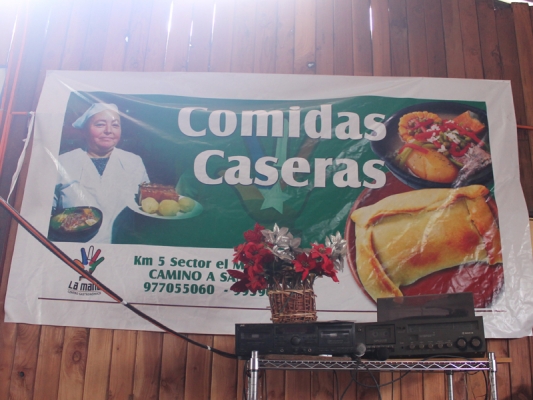 Comidas
Caseras
Km 5 Sector el
CAMINO A
977055060 -
La